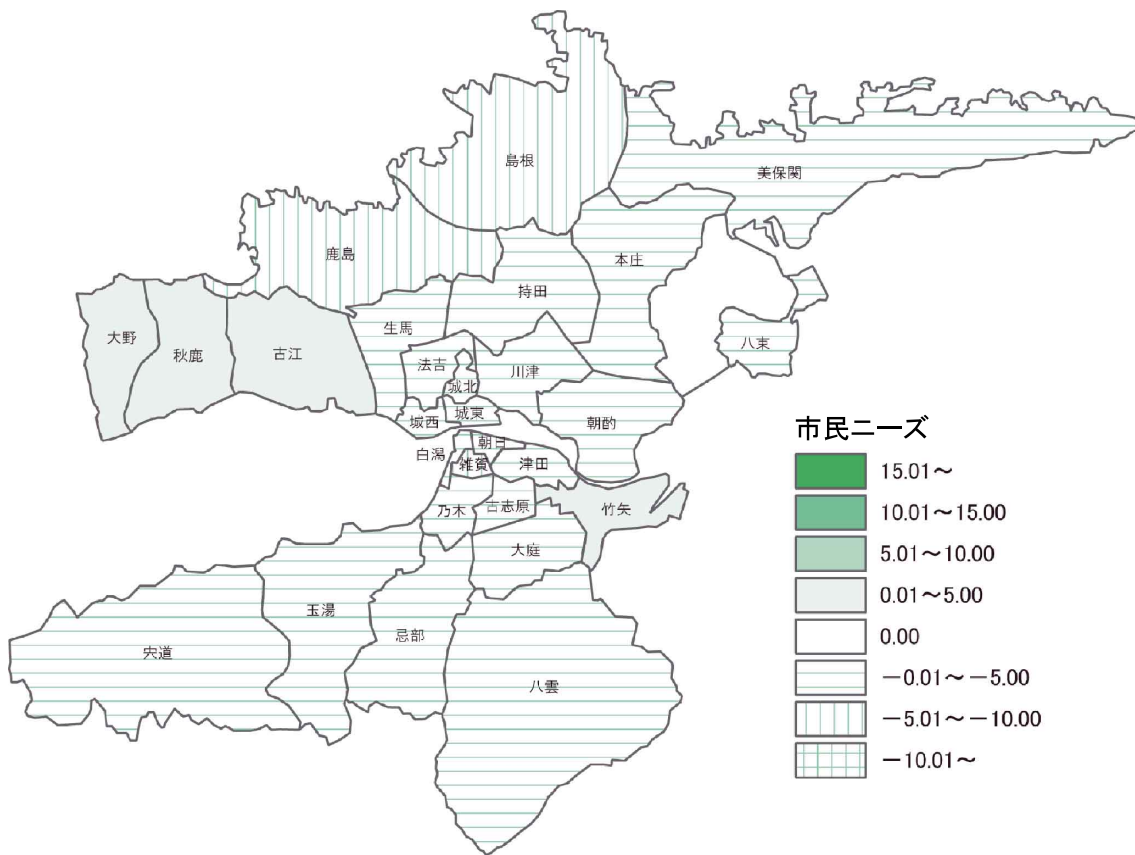 島根
美保関
鹿島
本庄
持田
大野
秋鹿
古江
生馬
八束
法吉
川津
城北
城西
城東
朝酌
白潟
朝日
雑賀
津田
乃木
古志原
竹矢
大庭
玉湯
忌部
宍道
八雲
市民ニーズ
15.01～
10.01～15.00
5.01～10.00
0.01～5.00
0.00
－0.01～－5.00
－5.01～－10.00
－10.01～